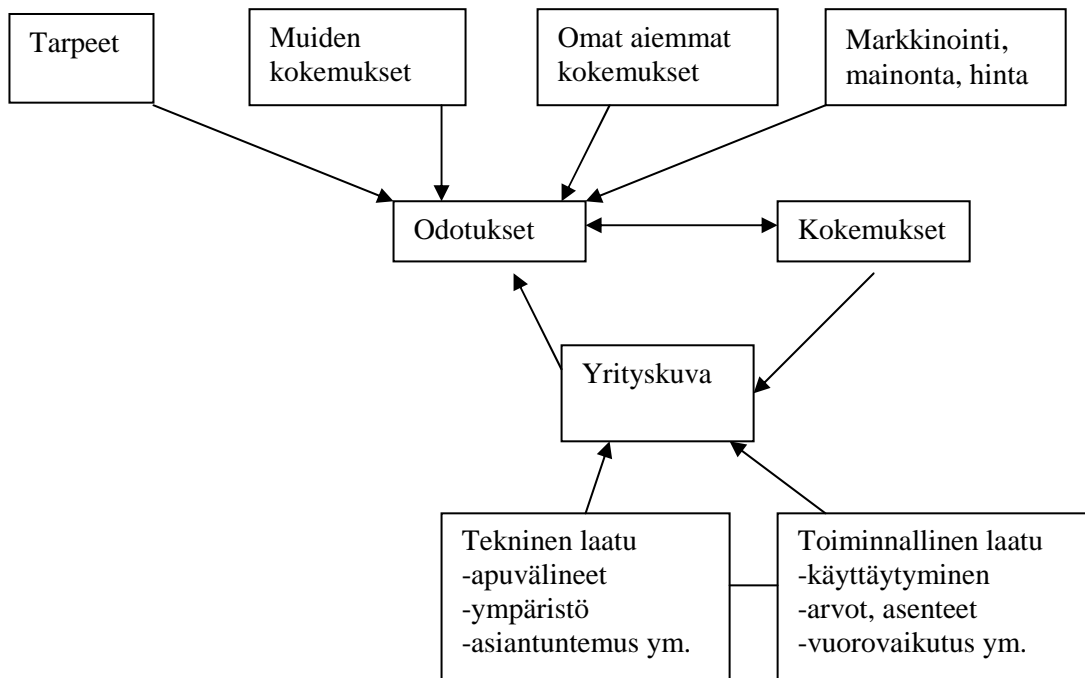 Tarpeet
Muiden
kokemukset
Omat aiemmat
kokemukset
Markkinointi,
mainonta, hinta
Odotukset
Kokemukset
Yrityskuva
Tekninen laatu
-apuvälineet
-ympäristö
-asiantuntemus ym.
Toiminnallinen laatu
-käyttäytyminen
-arvot, asenteet
-vuorovaikutus ym.